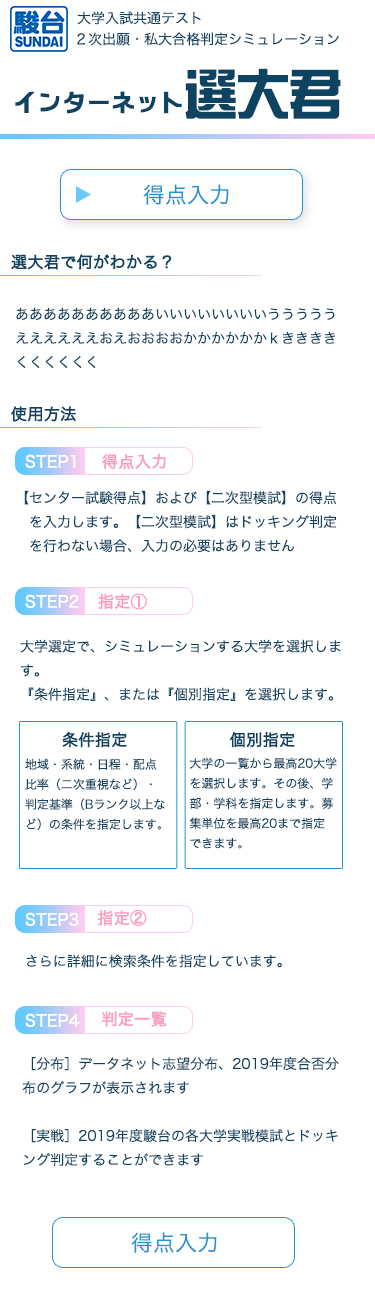 駿台
SUNDAI
大学入試共通テスト
２次出願・私大合格判定シミュレーション
インターネット選大君
得点入力
選大君で何がわかる？
ああああああああああいいいいいいいいううううう
ええええええおえおおおおかかかかかかｋきききき
くくくくくく
使用方法
STEP1 得点入力
【センター試験得点】および【二次型模試】の得点
を入力します。【二次型模試】はドッキング判定
を行わない場合、入力の必要はありません
STEP2 指定①
大学選定で、シミュレーションする大学を選択しま
す。
『条件指定』、または『個別指定』を選択します。
条件指定
地域・系統・日程・配点
比率（二次重視など）・
判定基準（Bランク以上な
ど）の条件を指定します。
個別指定
大学の一覧から最高20大学
を選択します。その後、学
部・学科を指定します。募
集単位を最高20まで指定
できます。
STEP3 指定②
さらに詳細に検索条件を指定しています。
STEP4 判定一覧
［分布］データネット志望分布、2019年度合否分
布のグラフが表示されます
［実戦］2019年度駿台の各大学実戦模試とドッキ
ング判定することができます
得点入力